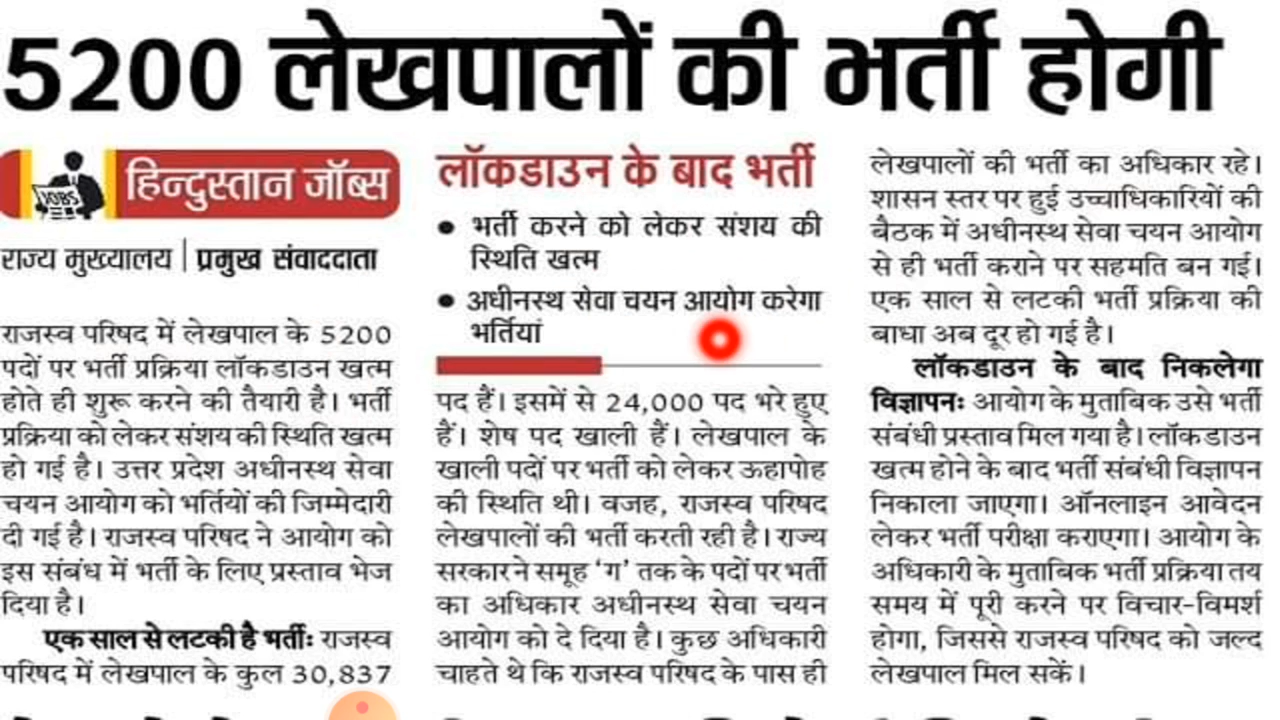 5200 लेखपालों की भर्ती होगी
JOBS
हिन्दुस्तान जॉब्स
राज्य मुख्यालय | प्रमुख संवाददाता
राजस्व परिषद में लेखपाल के 5200
पदों पर भर्ती प्रक्रिया लॉकडाउन खत्म
होते ही शुरू करने की तैयारी है। भर्ती
प्रक्रिया को लेकर संशय की स्थिति खत्म
हो गई है। उत्तर प्रदेश अधीनस्थ सेवा
चयन आयोग को भर्तियों की जिम्मेदारी
दी गई है। राजस्व परिषद ने आयोग को
इस संबंध में भर्ती के लिए प्रस्ताव भेज
दिया है।
एक साल से लटकी है भर्ती: राजस्व
परिषद में लेखपाल के कुल 30,837
लॉकडाउन के बाद भर्ती
● भर्ती करने को लेकर संशय की
स्थिति खत्म
● अधीनस्थ सेवा चयन आयोग करेगा
भर्तियां
पद हैं। इसमें से 24,000 पद भरे हुए
हैं। शेष पद खाली हैं। लेखपाल के
खाली पदों पर भर्ती को लेकर ऊहापोह
की स्थिति थी। वजह, राजस्व परिषद
लेखपालों की भर्ती करती रही है। राज्य
सरकार ने समूह 'ग' तक के पदों पर भर्ती
का अधिकार अधीनस्थ सेवा चयन
आयोग को दे दिया है। कुछ अधिकारी
चाहते थे कि राजस्व परिषद के पास ही
लेखपालों की भर्ती का अधिकार रहे।
शासन स्तर पर हुई उच्चाधिकारियों की
बैठक में अधीनस्थ सेवा चयन आयोग
से ही भर्ती कराने पर सहमति बन गई।
एक साल से लटकी भर्ती प्रक्रिया की
बाधा अब दूर हो गई है।
लॉकडाउन के बाद निकलेगा
विज्ञापन: आयोग के मुताबिक उसे भर्ती
संबंधी प्रस्ताव मिल गया है। लॉकडाउन
खत्म होने के बाद भर्ती संबंधी विज्ञापन
निकाला जाएगा। ऑनलाइन आवेदन
लेकर भर्ती परीक्षा कराएगा। आयोग के
अधिकारी के मुताबिक भर्ती प्रक्रिया तय
समय में पूरी करने पर विचार-विमर्श
होगा, जिससे राजस्व परिषद को जल्द
लेखपाल मिल सकें।